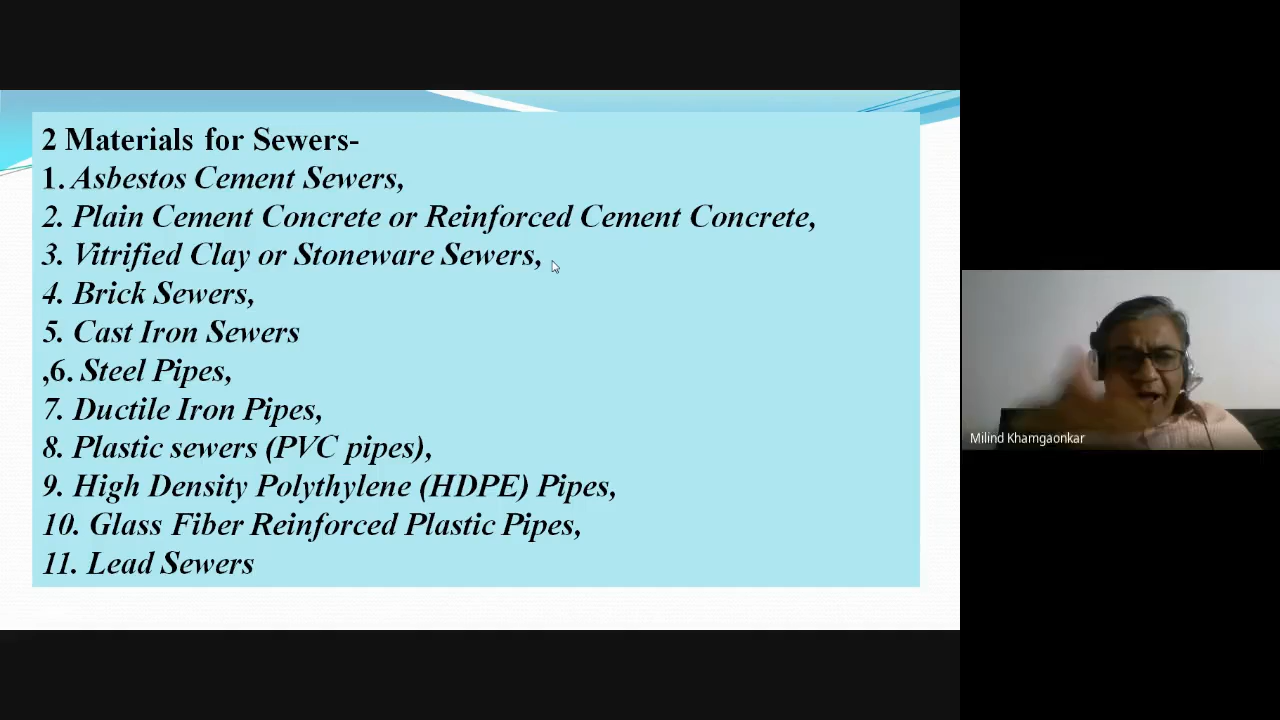 2 Materials for Sewers-
1. Asbestos Cement Sewers,
2. Plain Cement Concrete or Reinforced Cement Concrete,
3. Vitrified Clay or Stoneware Sewers,
4. Brick Sewers,
5. Cast Iron Sewers
,6. Steel Pipes,
7. Ductile Iron Pipes,
8. Plastic sewers (PVC pipes),
9. High Density Polythylene (HDPE) Pipes,
10. Glass Fiber Reinforced Plastic Pipes,
11. Lead Sewers
Milind Khamgaonkar